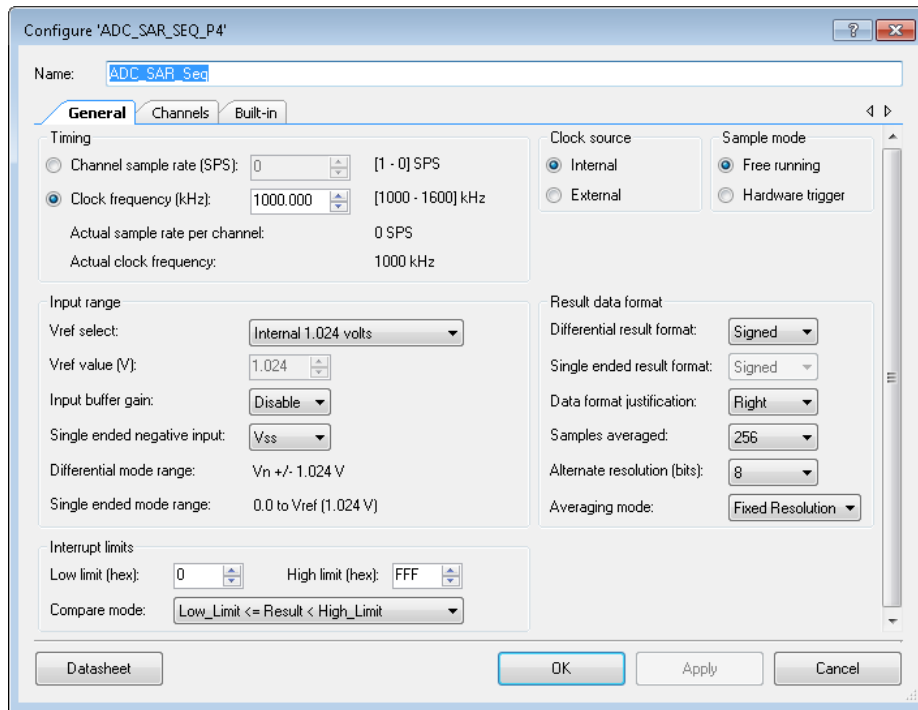 Configure 'ADC_SAR_SEQ_P4'
Name: ADC_SAR_Seq
General Channels Built-in
Timing
Channel sample rate (SPS): 0 [1 - 0] SPS
Clock frequency (kHz): 1000.000 [1000 - 1600] kHz
Actual sample rate per channel: 0 SPS
Actual clock frequency: 1000 kHz
Clock source
Internal
External
Sample mode
Free running
Hardware trigger
Input range
Vref select: Internal 1.024 volts
Vref value (V): 1.024
Input buffer gain: Disable
Single ended negative input: Vss
Differential mode range: Vn +/- 1.024 V
Single ended mode range: 0.0 to Vref (1.024 V)
Result data format
Differential result format: Signed
Single ended result format: Signed
Data format justification: Right
Samples averaged: 256
Alternate resolution (bits): 8
Averaging mode: Fixed Resolution
Interrupt limits
Low limit (hex): 0 High limit (hex): FFF
Compare mode: Low_Limit <= Result < High_Limit
Datasheet OK Apply Cancel